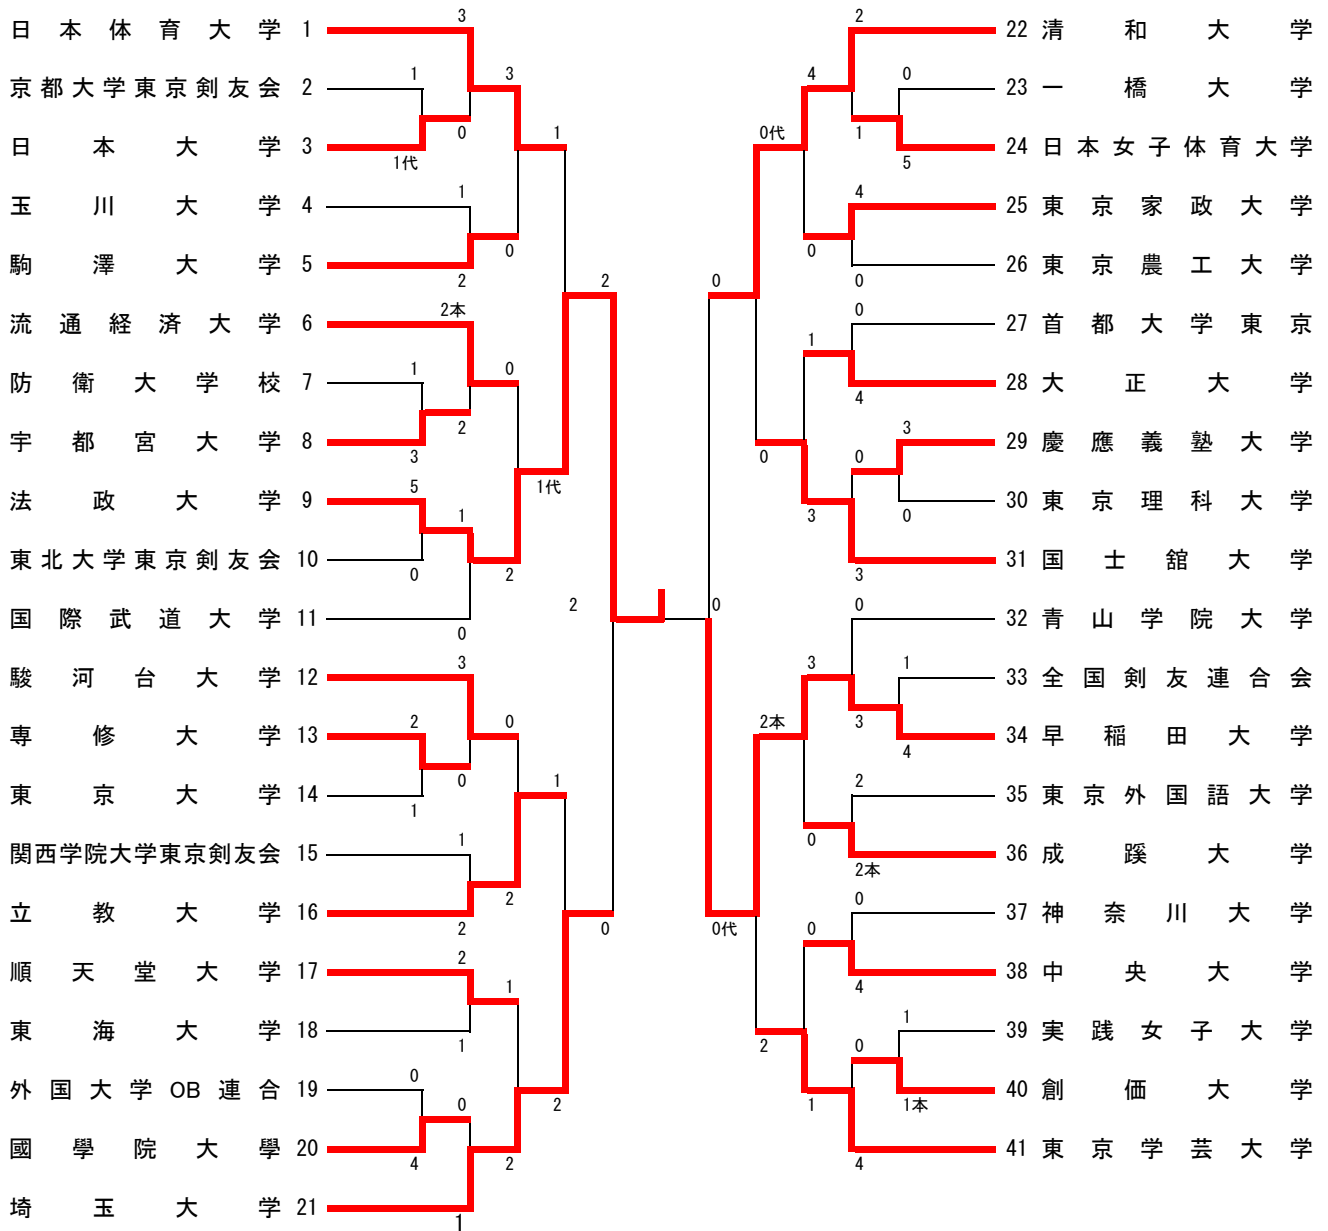 日本体育大学 1
京都大学東京剣友会 2
日本大学 3
玉川大学 4
駒澤大学 5
流通経済大学 6
防衛大学校 7
宇都宮大学 8
法政大学 9
東北大学東京剣友会 10
国際武道大学 11
駿河台大学 12
専修大学 13
東京大学 14
関西学院大学東京剣友会 15
立教大学 16
順天堂大学 17
東海大学 18
外国大学OB連合 19
國學院大學 20
埼玉大学 21
3
1
0
1代
1
2
2本
1
2
3
5
1
0
0
3
2
0
1
1
2
2
1
0
0
4
1
3
0
0
2
0
2
1
2
1
1代
1
2
2
0
2
0
0
0代
0代
0
2本
2
4
0
1
3
3
0
0
1
2
0
1
5
4
0
0
4
3
0
0
3
0
1
3
4
2
2本
0
4
1
0
1本
4
22 清和大学
23 一橋大学
24 日本女子体育大学
25 東京家政大学
26 東京農工大学
27 首都大学東京
28 大正大学
29 慶應義塾大学
30 東京理科大学
31 国士舘大学
32 青山学院大学
33 全国剣友連合会
34 早稲田大学
35 東京外国語大学
36 成蹊大学
37 神奈川大学
38 中央大学
39 実践女子大学
40 創価大学
41 東京学芸大学